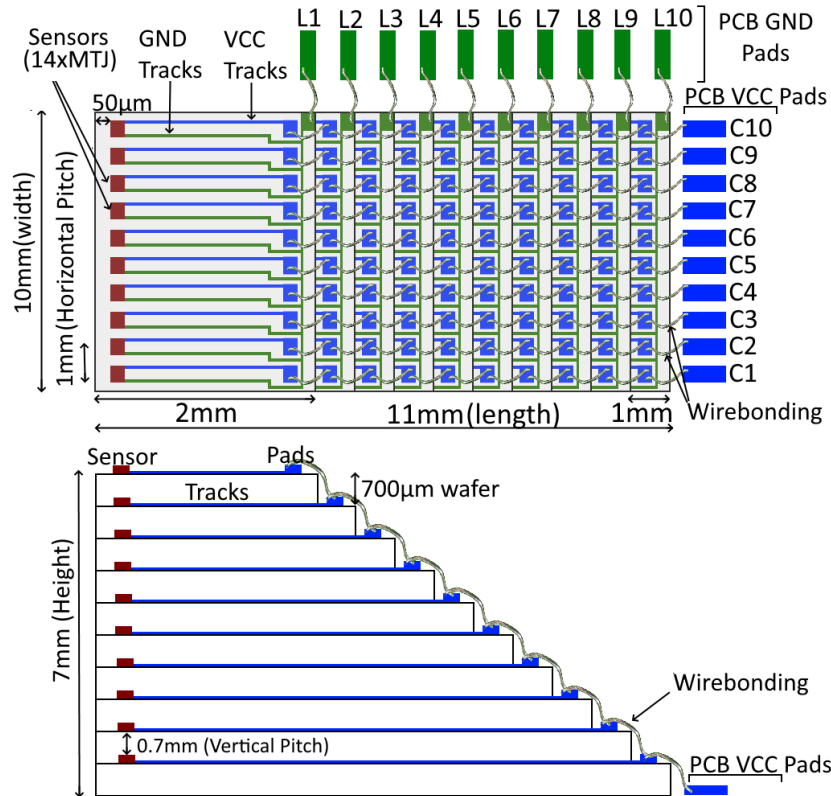 L1 L2 L3 L4 L5 L6 L7 L8 L9 L10
PCB GND
Pads
Sensors
(14xMTJ)
GND
Tracks
VCC
Tracks
50μm
PCB VCC Pads
C10
C9
C8
C7
C6
C5
C4
C3
C2
C1
10mm(width)
1mm (Horizontal Pitch)
2mm
11mm(length)
1mm
Wirebonding
Sensor
Pads
Tracks
700μm wafer
7mm (Height)
Wirebonding
0.7mm (Vertical Pitch)
PCB VCC Pads